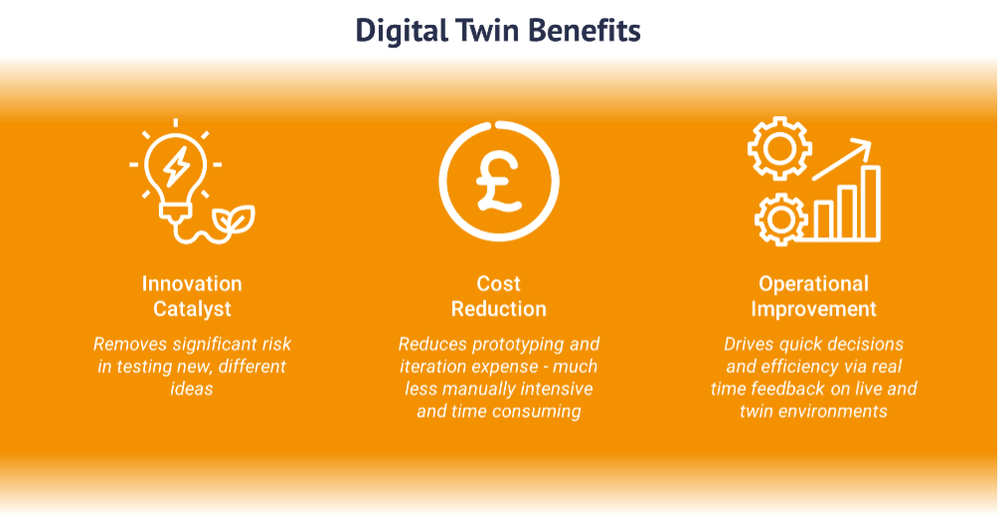 Digital Twin Benefits
£
Innovation
Catalyst
Removes significant risk
in testing new, different
ideas
Cost
Reduction
Reduces prototyping and
iteration expense - much
less manually intensive
and time consuming
Operational
Improvement
Drives quick decisions
and efficiency via real
time feedback on live and
twin environments